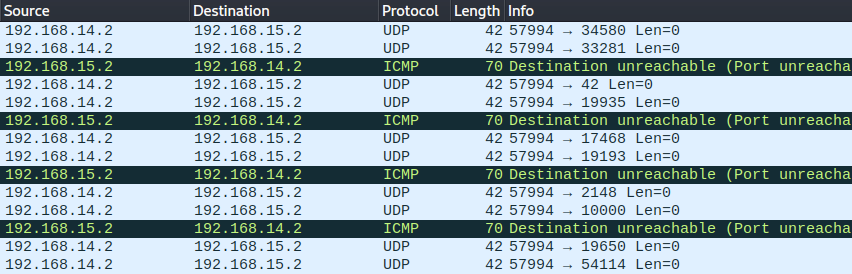 Source Destination Protocol Length Info
192.168.14.2 192.168.15.2 UDP 42 57994 → 34580 Len=0
192.168.14.2 192.168.15.2 UDP 42 57994 → 33281 Len=0
192.168.15.2 192.168.14.2 ICMP 70 Destination unreachable (Port unreacha
192.168.14.2 192.168.15.2 UDP 42 57994 → 42 Len=0
192.168.14.2 192.168.15.2 UDP 42 57994 → 19935 Len=0
192.168.15.2 192.168.14.2 ICMP 70 Destination unreachable (Port unreacha
192.168.14.2 192.168.15.2 UDP 42 57994 → 17468 Len=0
192.168.14.2 192.168.15.2 UDP 42 57994 → 19193 Len=0
192.168.15.2 192.168.14.2 ICMP 70 Destination unreachable (Port unreacha
192.168.14.2 192.168.15.2 UDP 42 57994 → 2148 Len=0
192.168.14.2 192.168.15.2 UDP 42 57994 → 10000 Len=0
192.168.15.2 192.168.14.2 ICMP 70 Destination unreachable (Port unreacha
192.168.14.2 192.168.15.2 UDP 42 57994 → 19650 Len=0
192.168.14.2 192.168.15.2 UDP 42 57994 → 54114 Len=0